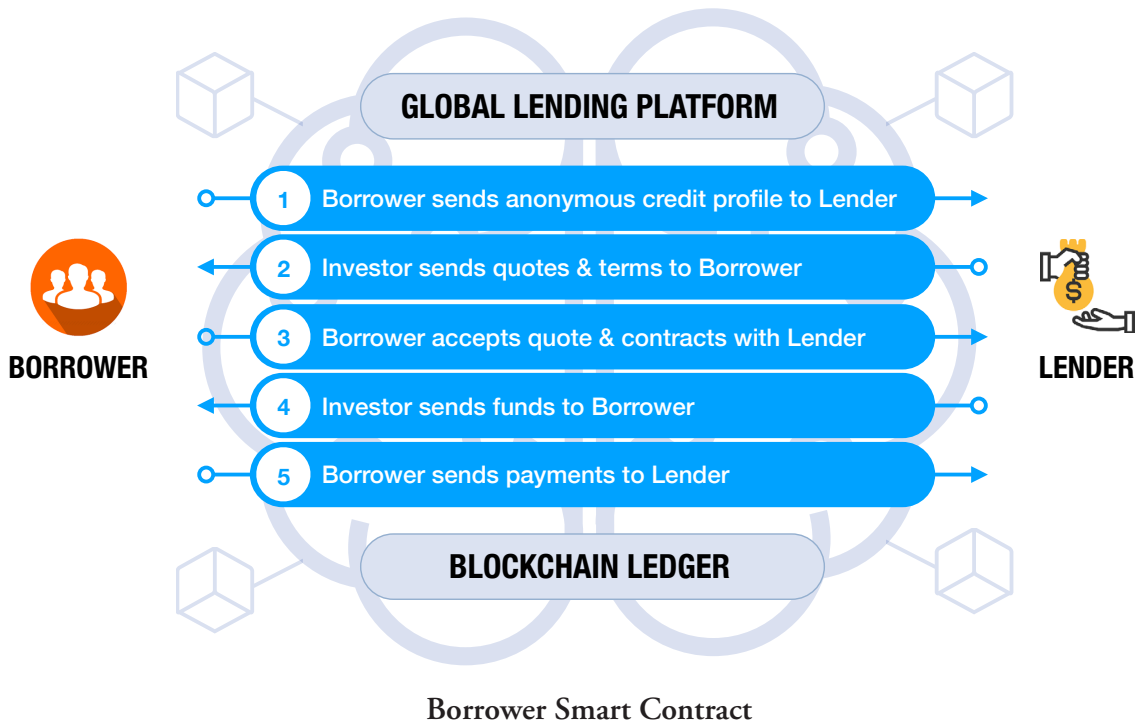 GLOBAL LENDING PLATFORM
1 Borrower sends anonymous credit profile to Lender
2 Investor sends quotes & terms to Borrower
3 Borrower accepts quote & contracts with Lender
4 Investor sends funds to Borrower
5 Borrower sends payments to Lender
BORROWER
$
LENDER
BLOCKCHAIN LEDGER
Borrower Smart Contract